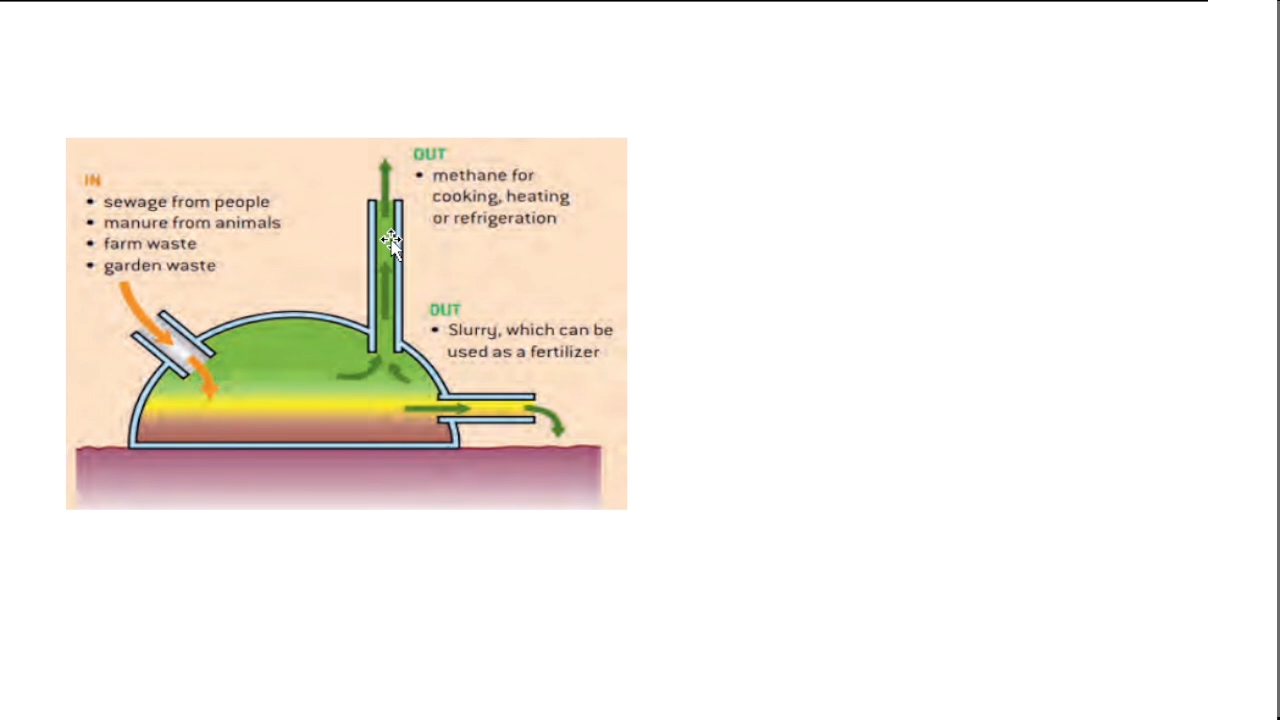 IN
• sewage from people
• manure from animals
• farm waste
• garden waste
OUT
• methane for
cooking, heating
or refrigeration
OUT
• Slurry, which can be
used as a fertilizer